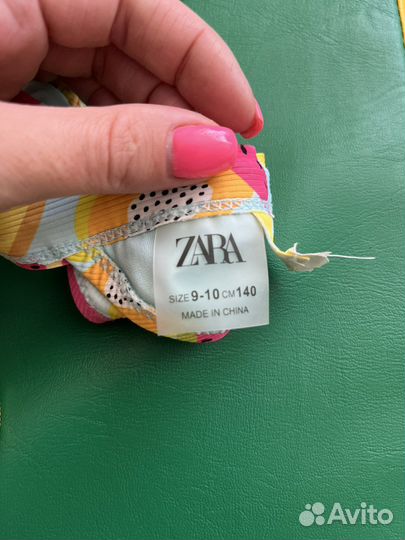 ZARA
SIZE 9-10 CM 140
MADE IN CHINA
Avito